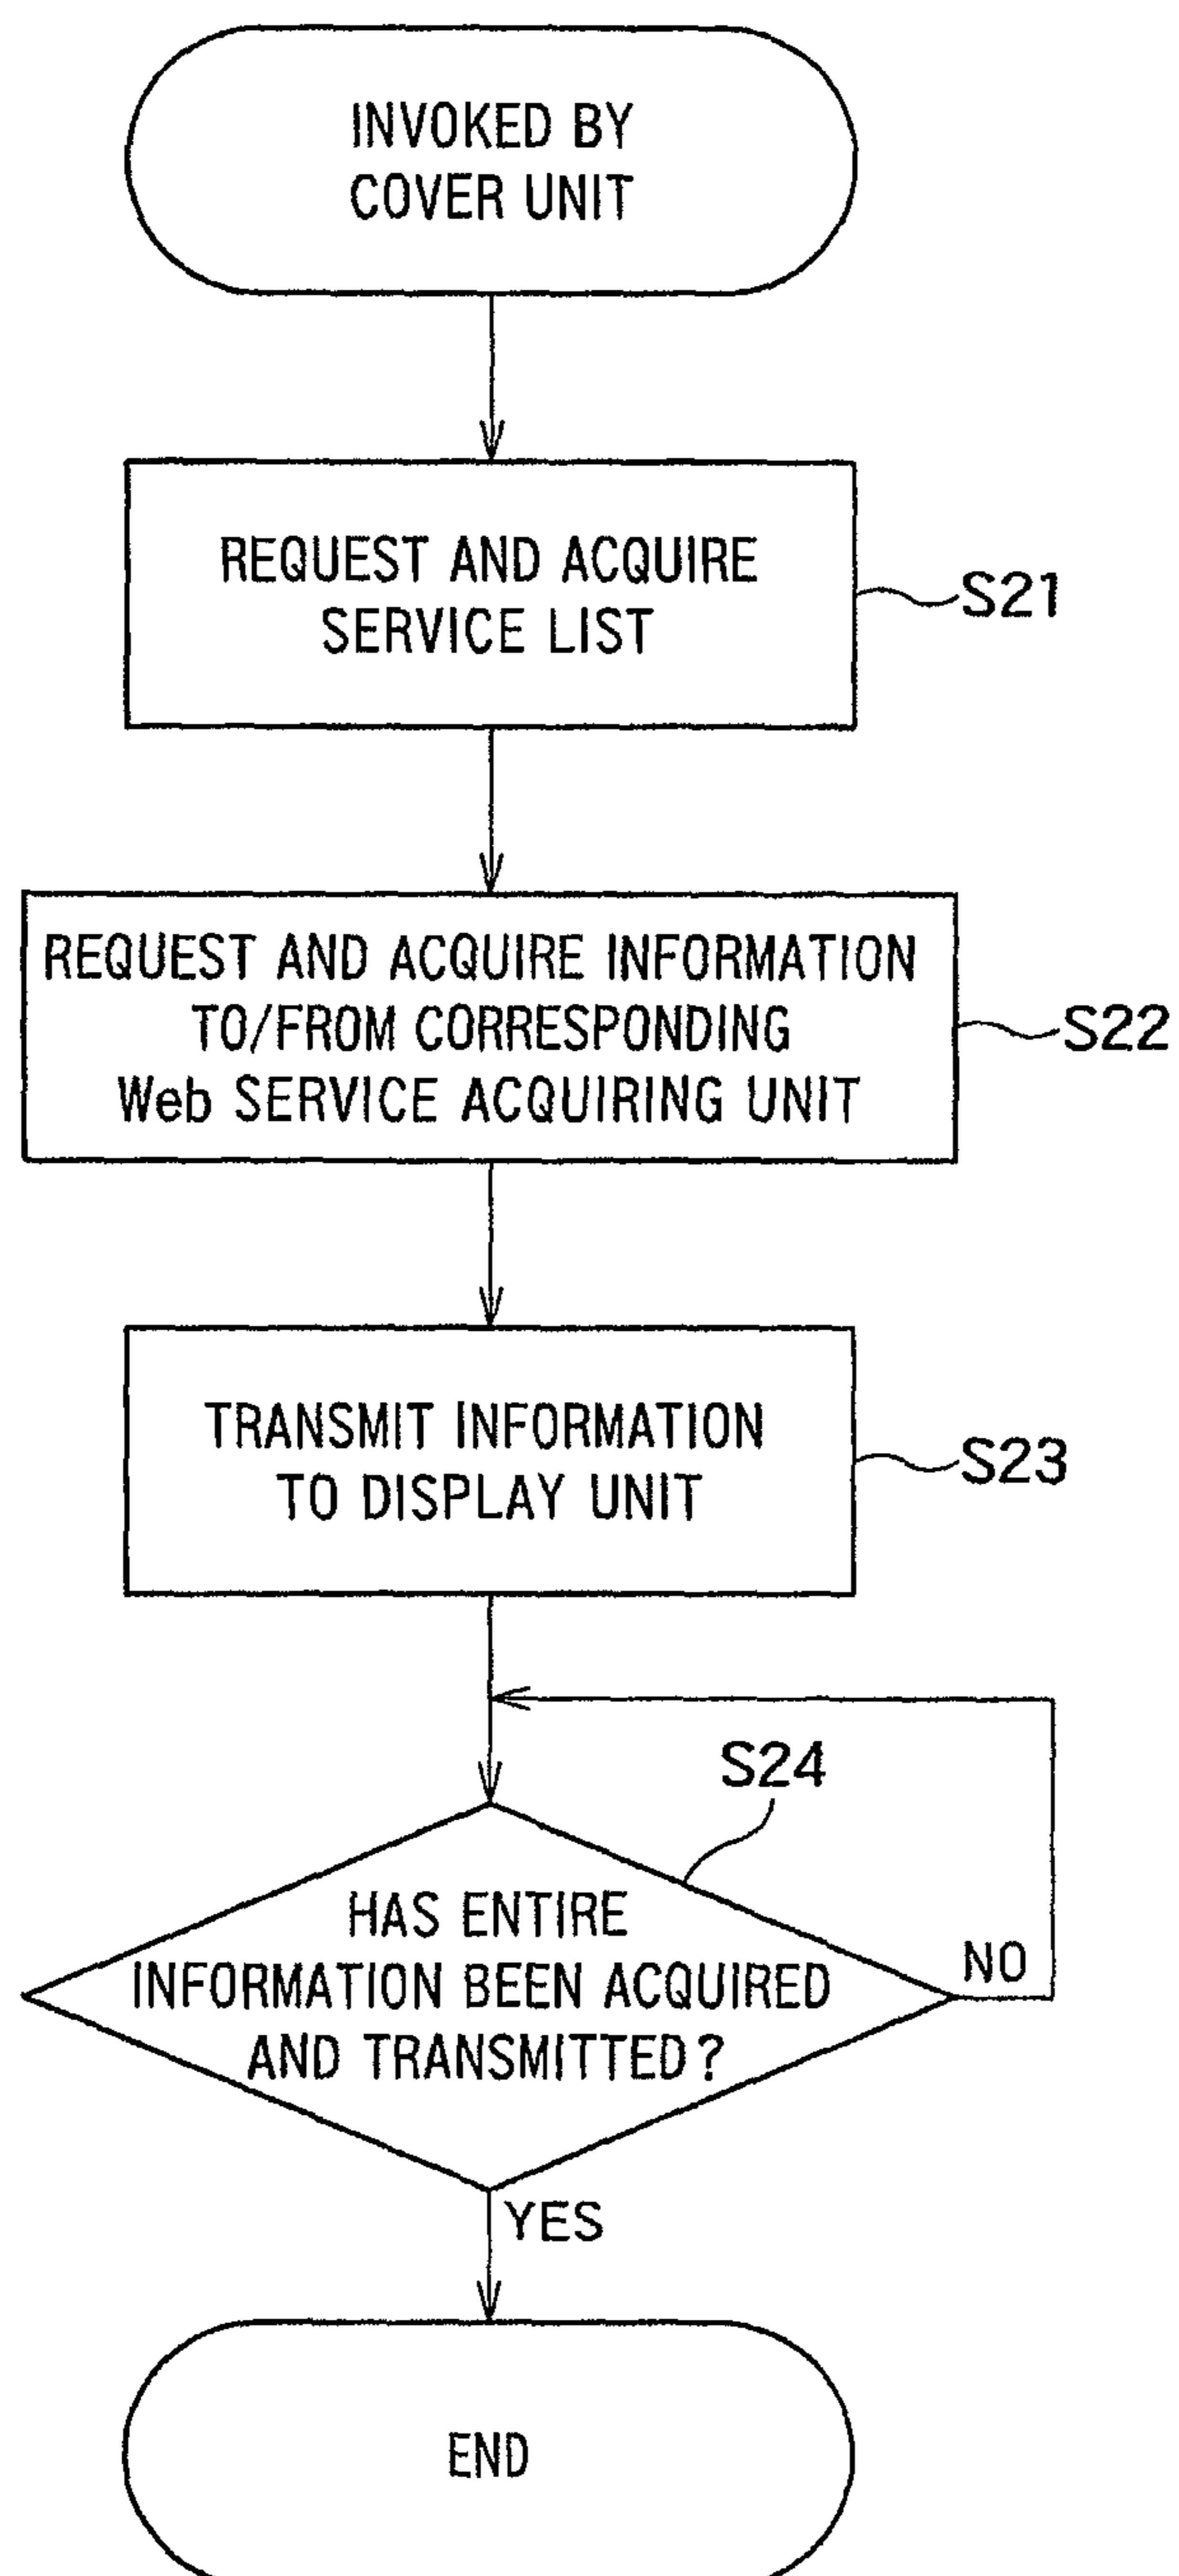 INVOKED BY
COVER UNIT
REQUEST AND ACQUIRE
SERVICE LIST
S21
REQUEST AND ACQUIRE INFORMATION
TO/FROM CORRESPONDING
Web SERVICE ACQUIRING UNIT
S22
TRANSMIT INFORMATION
TO DISPLAY UNIT
S23
S24
HAS ENTIRE
INFORMATION BEEN ACQUIRED
AND TRANSMITTED?
NO
YES
END